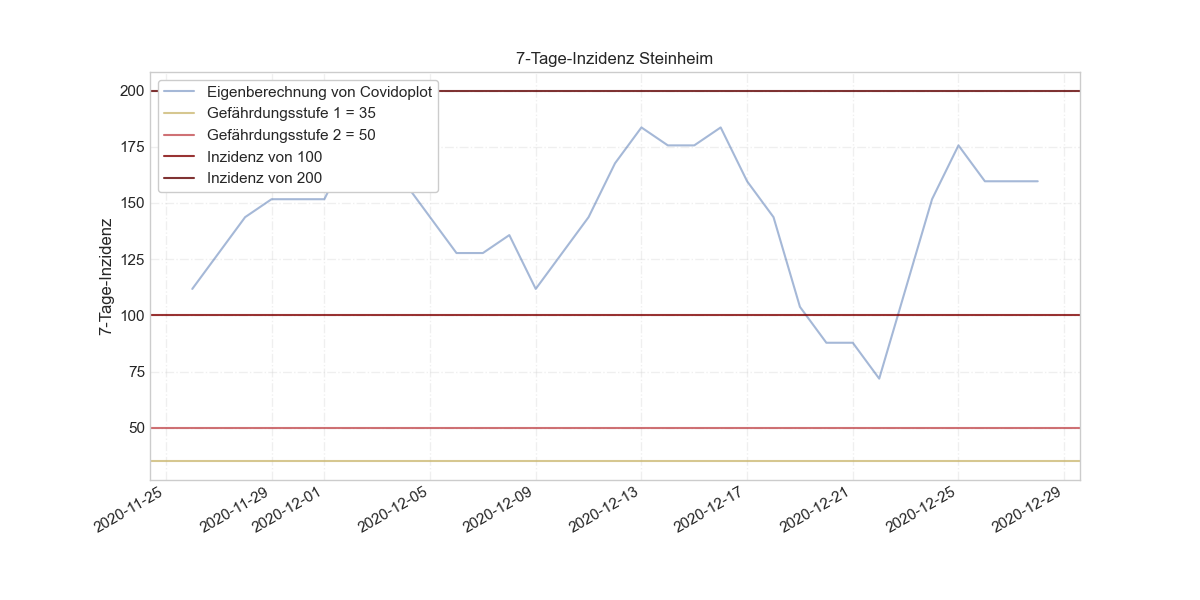 7-Tage-Inzidenz Steinheim
Eigenberechnung von Covidoplot
Gefährdungsstufe 1 = 35
Gefährdungsstufe 2 = 50
Inzidenz von 100
Inzidenz von 200
7-Tage-Inzidenz
200
175
150
125
100
75
50
2020-11-25
2020-11-29
2020-12-01
2020-12-05
2020-12-09
2020-12-13
2020-12-17
2020-12-21
2020-12-25
2020-12-29